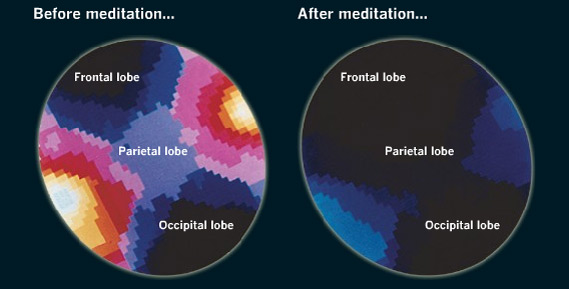 Before meditation...
After meditation...
Frontal lobe
Parietal lobe
Occipital lobe
Frontal lobe
Parietal lobe
Occipital lobe